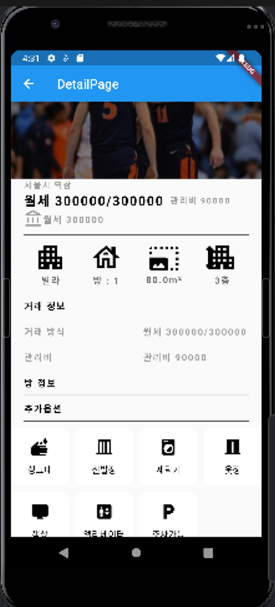 4:31
DetailPage
서울시 역삼
월세 300000/300000 관리비 90000
월세 300000
빌라 방 : 1 80.0m² 3층
거래 정보
거래 방식 월세 300000/300000
관리비 관리비 90000
방 정보
추가옵션
싱크대 신발장 세탁기 옷장
책상 엘리베이터 주차가능